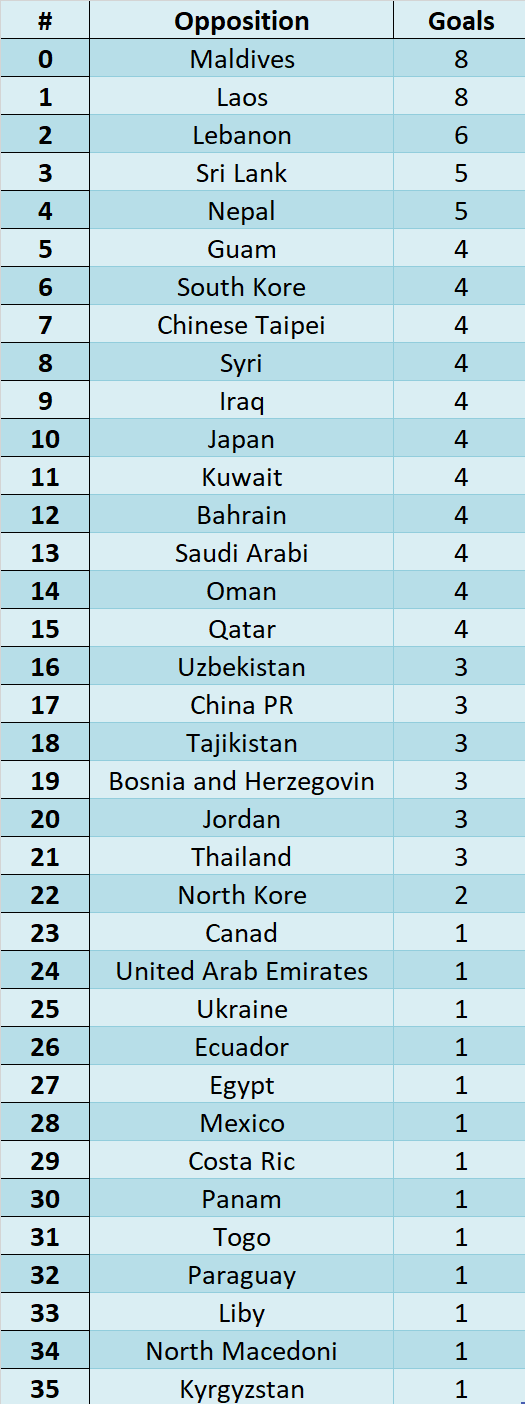 # Opposition Goals
0 Maldives 8
1 Laos 8
2 Lebanon 6
3 Sri Lank 5
4 Nepal 5
5 Guam 4
6 South Kore 4
7 Chinese Taipei 4
8 Syri 4
9 Iraq 4
10 Japan 4
11 Kuwait 4
12 Bahrain 4
13 Saudi Arabi 4
14 Oman 4
15 Qatar 4
16 Uzbekistan 3
17 China PR 3
18 Tajikistan 3
19 Bosnia and Herzegovin 3
20 Jordan 3
21 Thailand 3
22 North Kore 2
23 Canad 1
24 United Arab Emirates 1
25 Ukraine 1
26 Ecuador 1
27 Egypt 1
28 Mexico 1
29 Costa Ric 1
30 Panam 1
31 Togo 1
32 Paraguay 1
33 Liby 1
34 North Macedoni 1
35 Kyrgyzstan 1